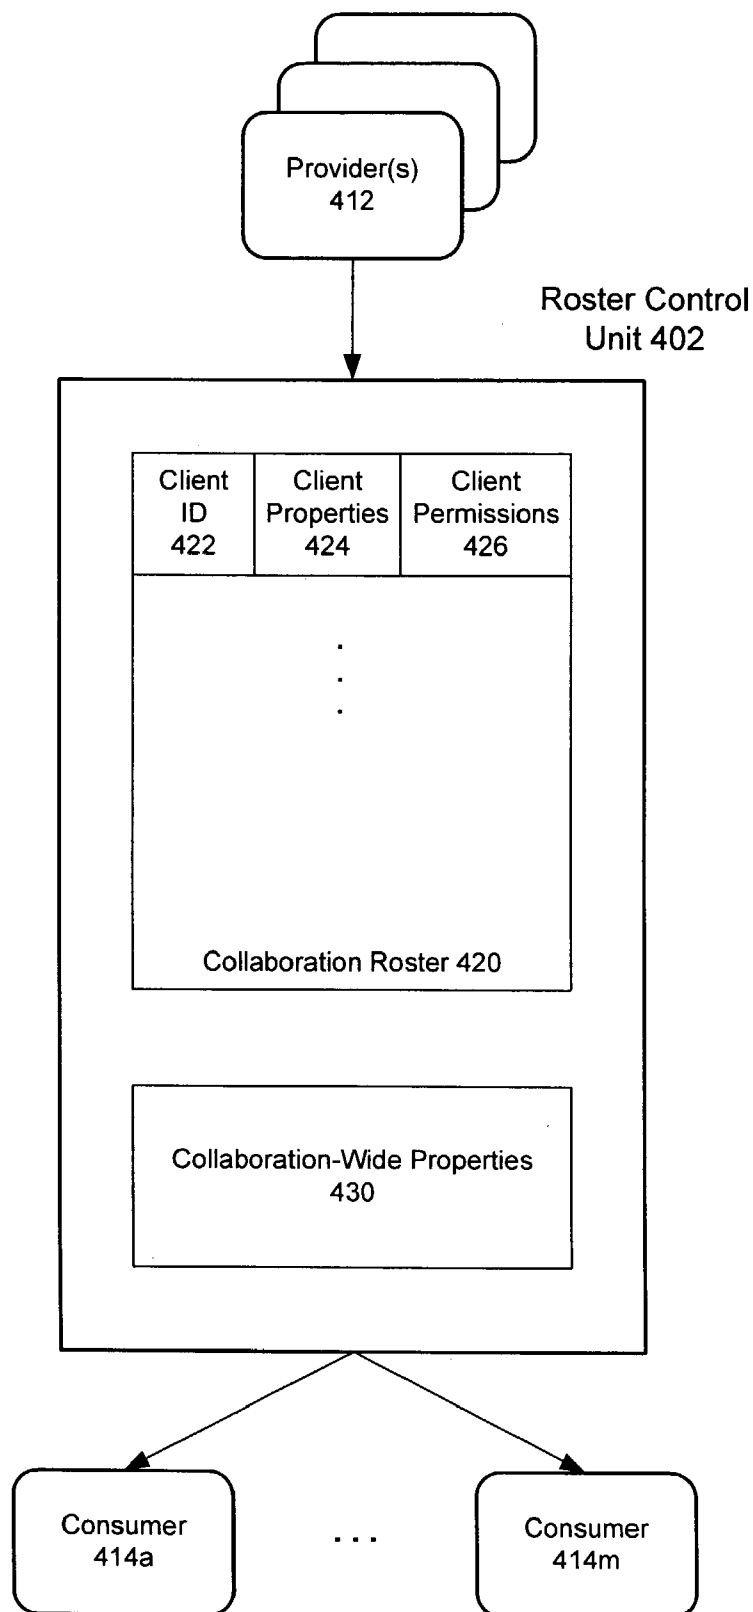 Provider(s)
412
Roster Control
Unit 402
Client
ID
422
Client
Properties
424
Client
Permissions
426
.
.
.
Collaboration Roster 420
Collaboration-Wide Properties
430
Consumer
414a
. . .
Consumer
414m